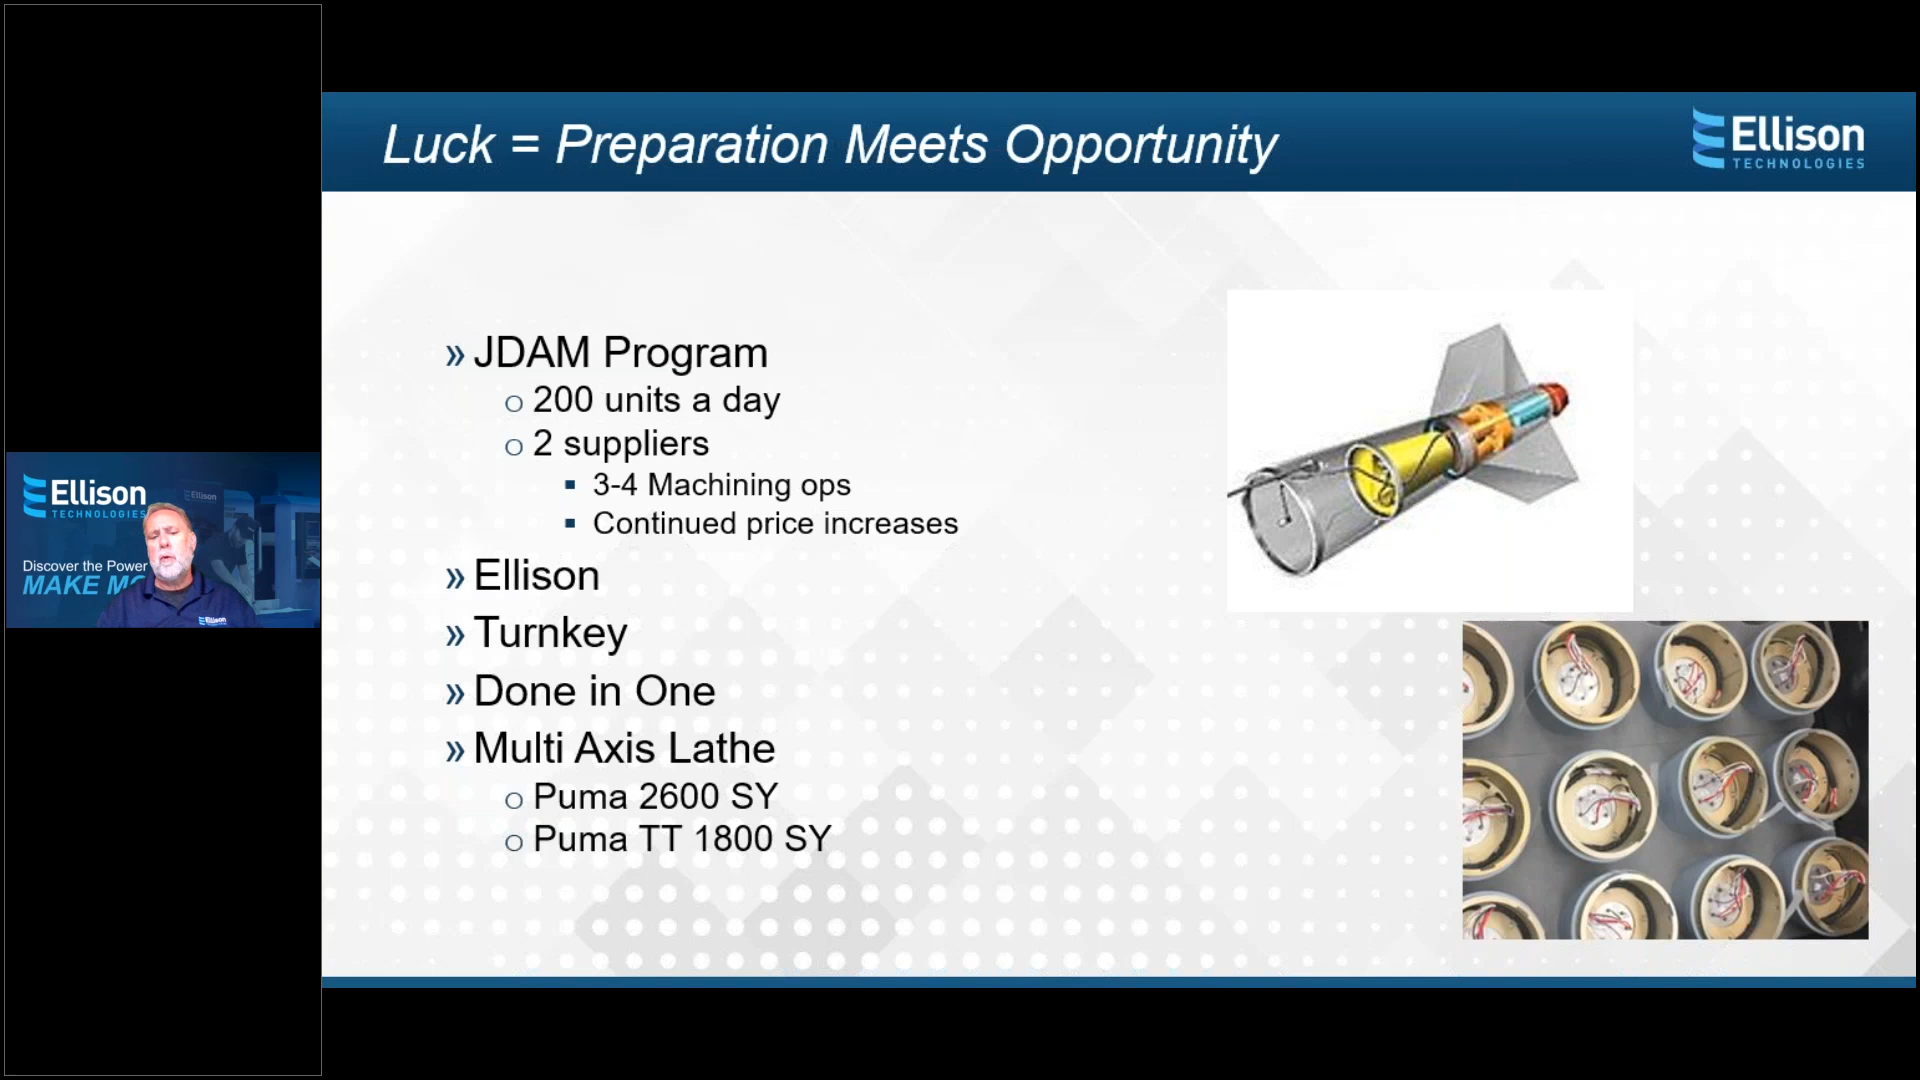 Luck = Preparation Meets Opportunity
Ellison
TECHNOLOGIES
» JDAM Program
o 200 units a day
o 2 suppliers
▪ 3-4 Machining ops
▪ Continued price increases
» Ellison
» Turnkey
» Done in One
» Multi Axis Lathe
o Puma 2600 SY
o Puma TT 1800 SY
Ellison
TECHNOLOGIES
Ellison
Discover the Power
MAKE
Ellison